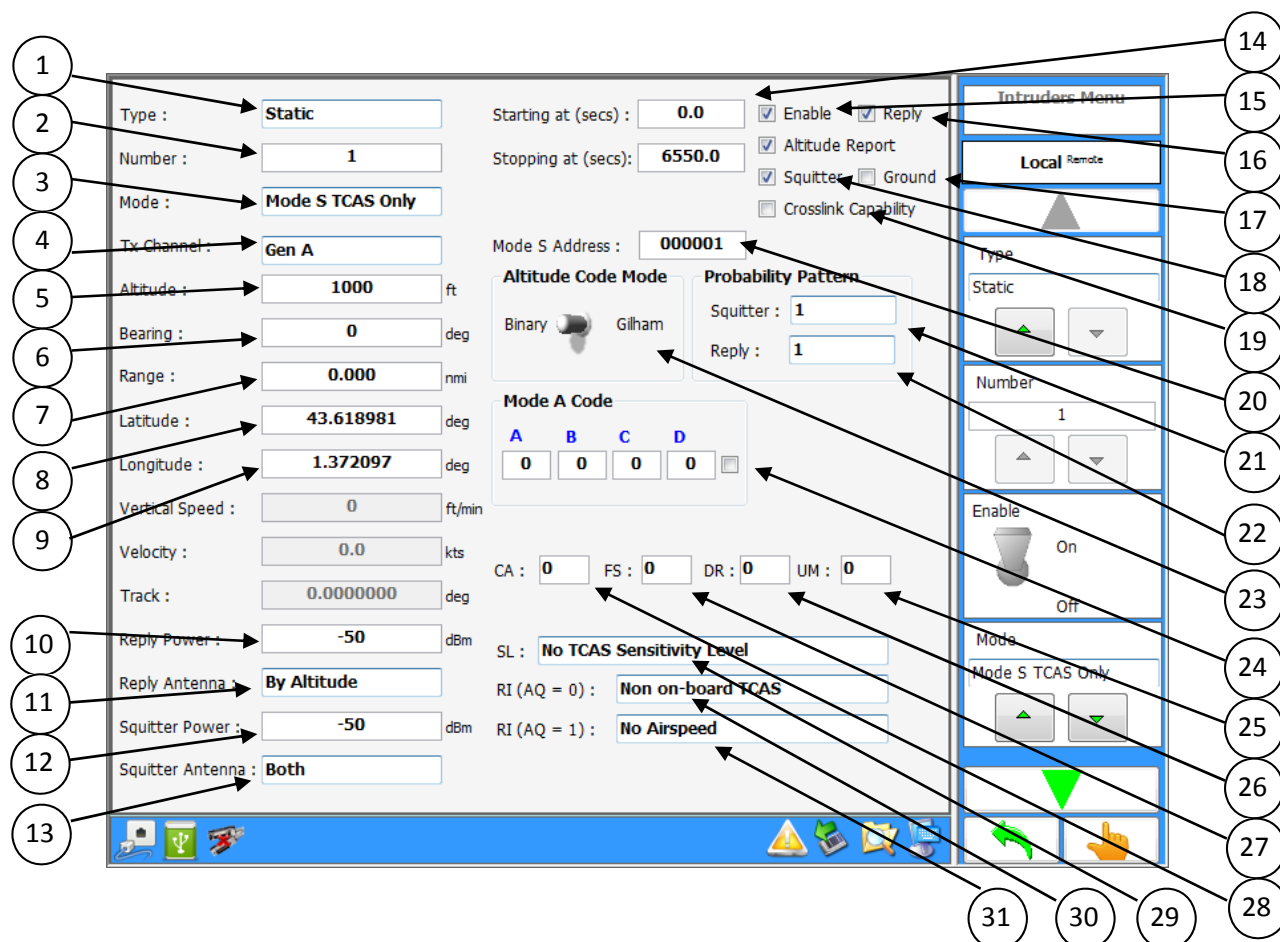 14
1
Type :
Static
Starting at (secs) :
0.0
Enable
Reply
Intruders Menu
15
2
Number :
1
Stopping at (secs):
6550.0
Altitude Report
Local Remote
16
3
Mode :
Mode S TCAS Only
Squitter
Ground
Crosslink Capability
17
4
Tx Channel :
Gen A
Mode S Address :
000001
Type
Static
18
5
Altitude :
1000
ft
Altitude Code Mode
Probability Pattern
6
Bearing :
0
deg
Binary
Gilham
Squitter :
1
19
7
Range :
0.000
nmi
Reply :
1
Number
1
20
8
Latitude :
43.618981
deg
Mode A Code
A B C D
21
9
Longitude :
1.372097
deg
0 0 0 0
Vertical Speed :
0
ft/min
Enable
On
Off
22
Velocity :
0.0
kts
CA :
0
FS :
0
DR :
0
UM :
0
23
Track :
0.0000000
deg
10
Reply Power :
-50
dBm
SL :
No TCAS Sensitivity Level
Mode
Mode S TCAS Only
24
11
Reply Antenna :
By Altitude
RI (AQ = 0) :
Non on-board TCAS
25
12
Squitter Power :
-50
dBm
RI (AQ = 1) :
No Airspeed
13
Squitter Antenna :
Both
26
27
28
31
30
29